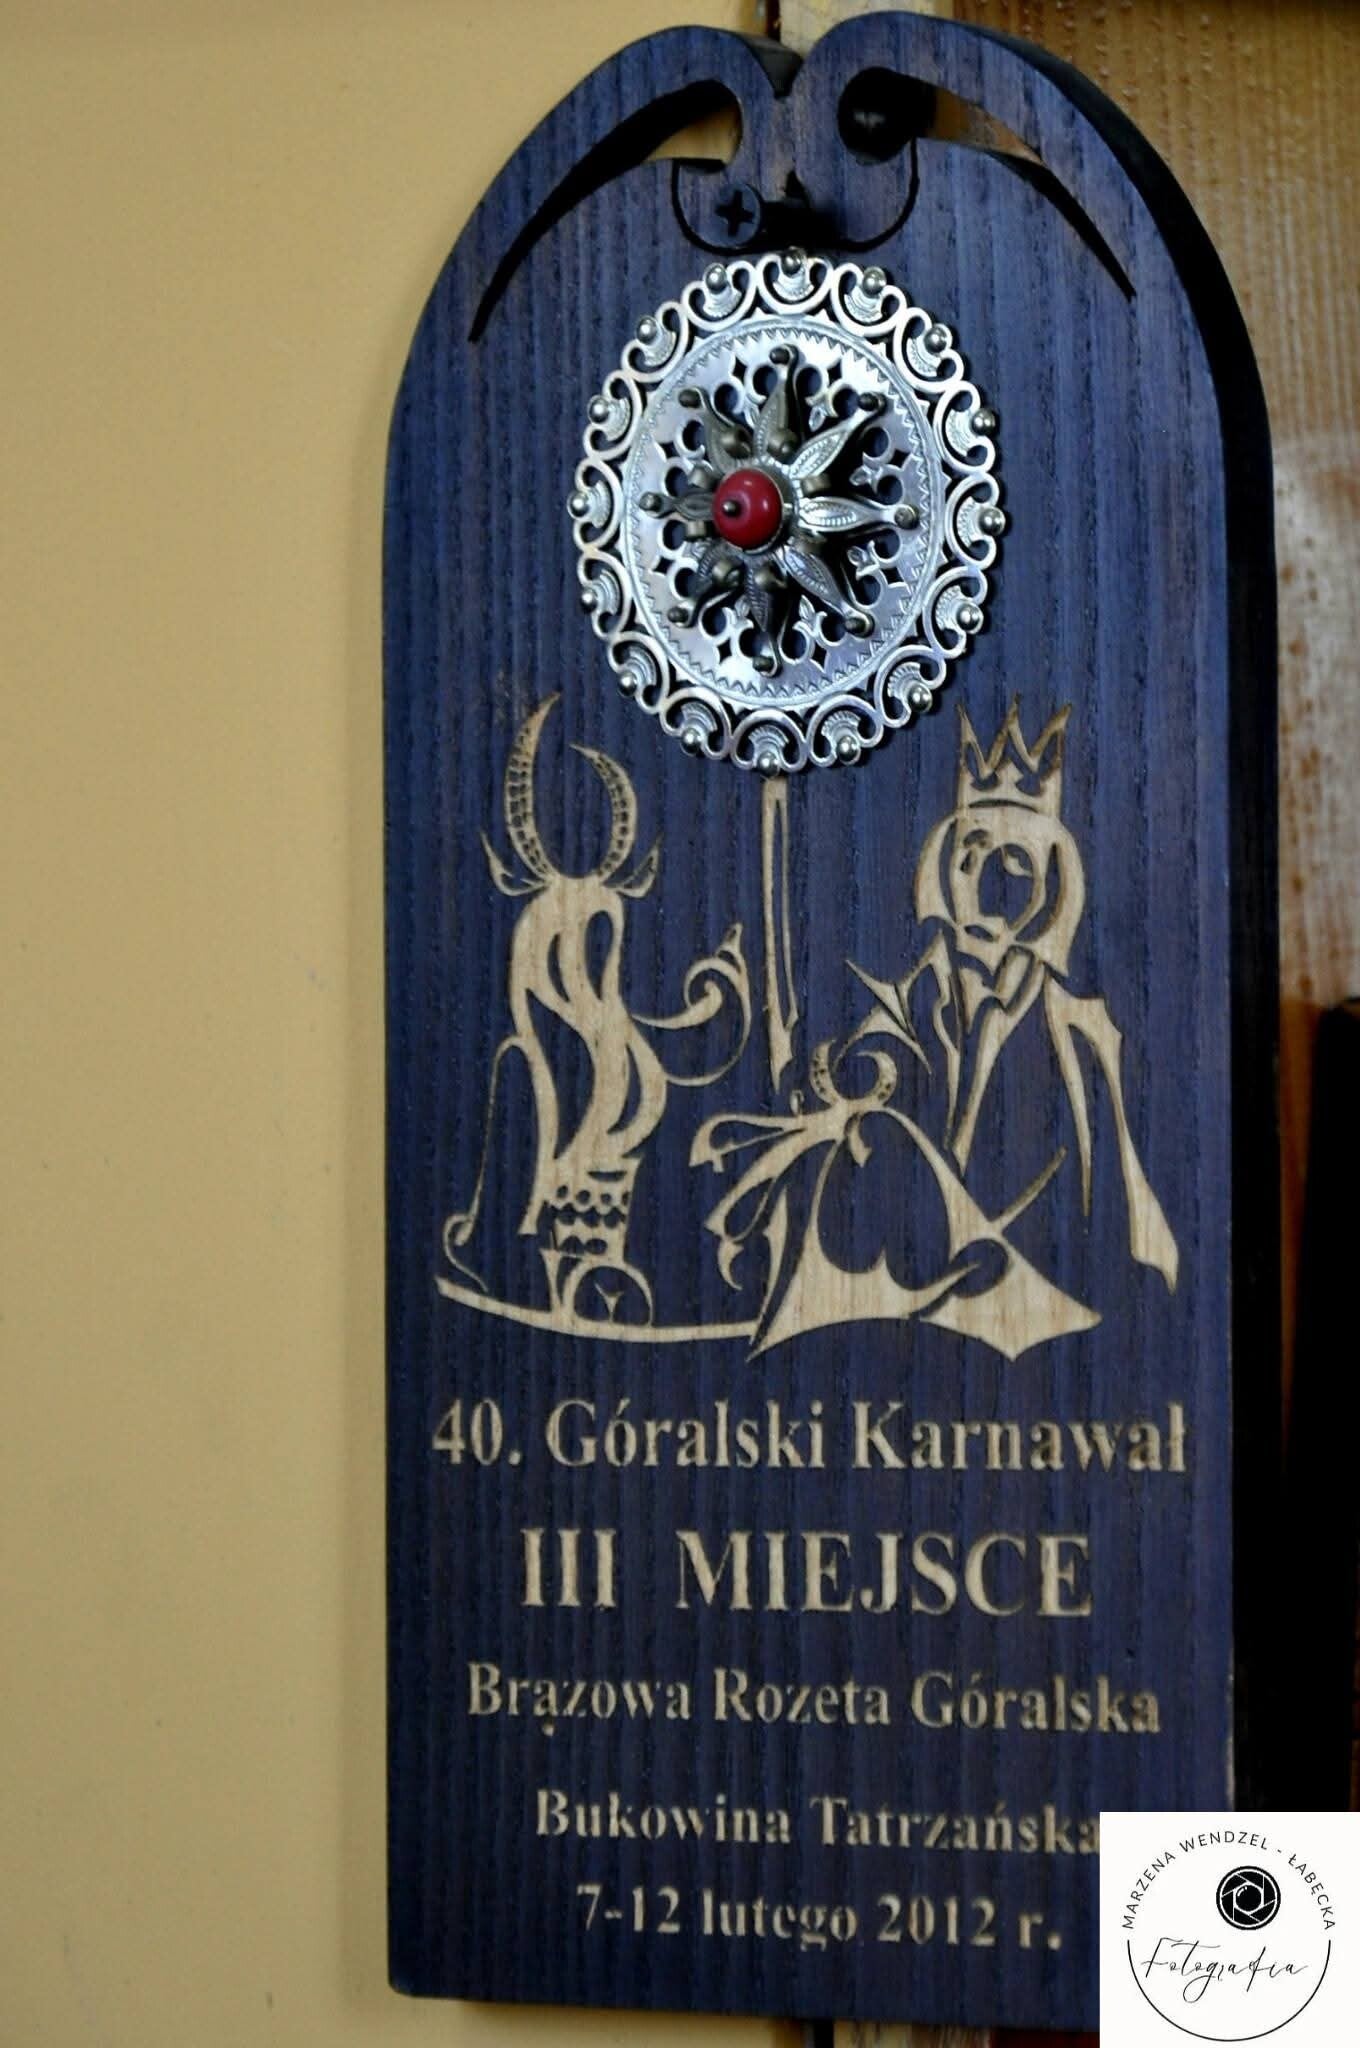 40. Góralski Karnawał
III MIEJSCE
Brązowa Rozeta Góralska
Bukowina Tatrzańska
7-12 lutego 2012 r.
MARZENA WENDZEL - ŁABĘCKA
Fotografia